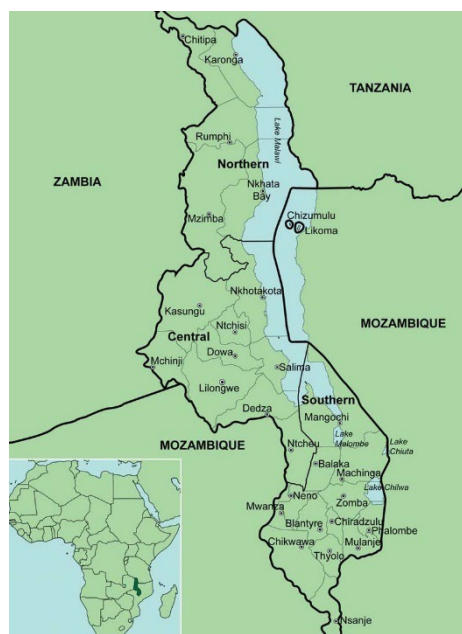 Chitipa
Karonga
TANZANIA
Lake Malawi
Rumphi
Northern
ZAMBIA
Nkhata
Bay
Mzimba
Chizumulu
Likoma
Nkhotakota
Kasungu
MOZAMBIQUE
Ntchisi
Central
Dowa
Mchinji
Salima
Lilongwe
Southern
Dedza
Mangochi
MOZAMBIQUE
Lake
Malombe
Lake
Chiuta
Ntcheu
Balaka
Machinga
Lake Chilwa
Neno
Zomba
Mwanza
Chiradzulu
Blantyre
Phalombe
Chikwawa
Mulanje
Thyolo
Nsanje